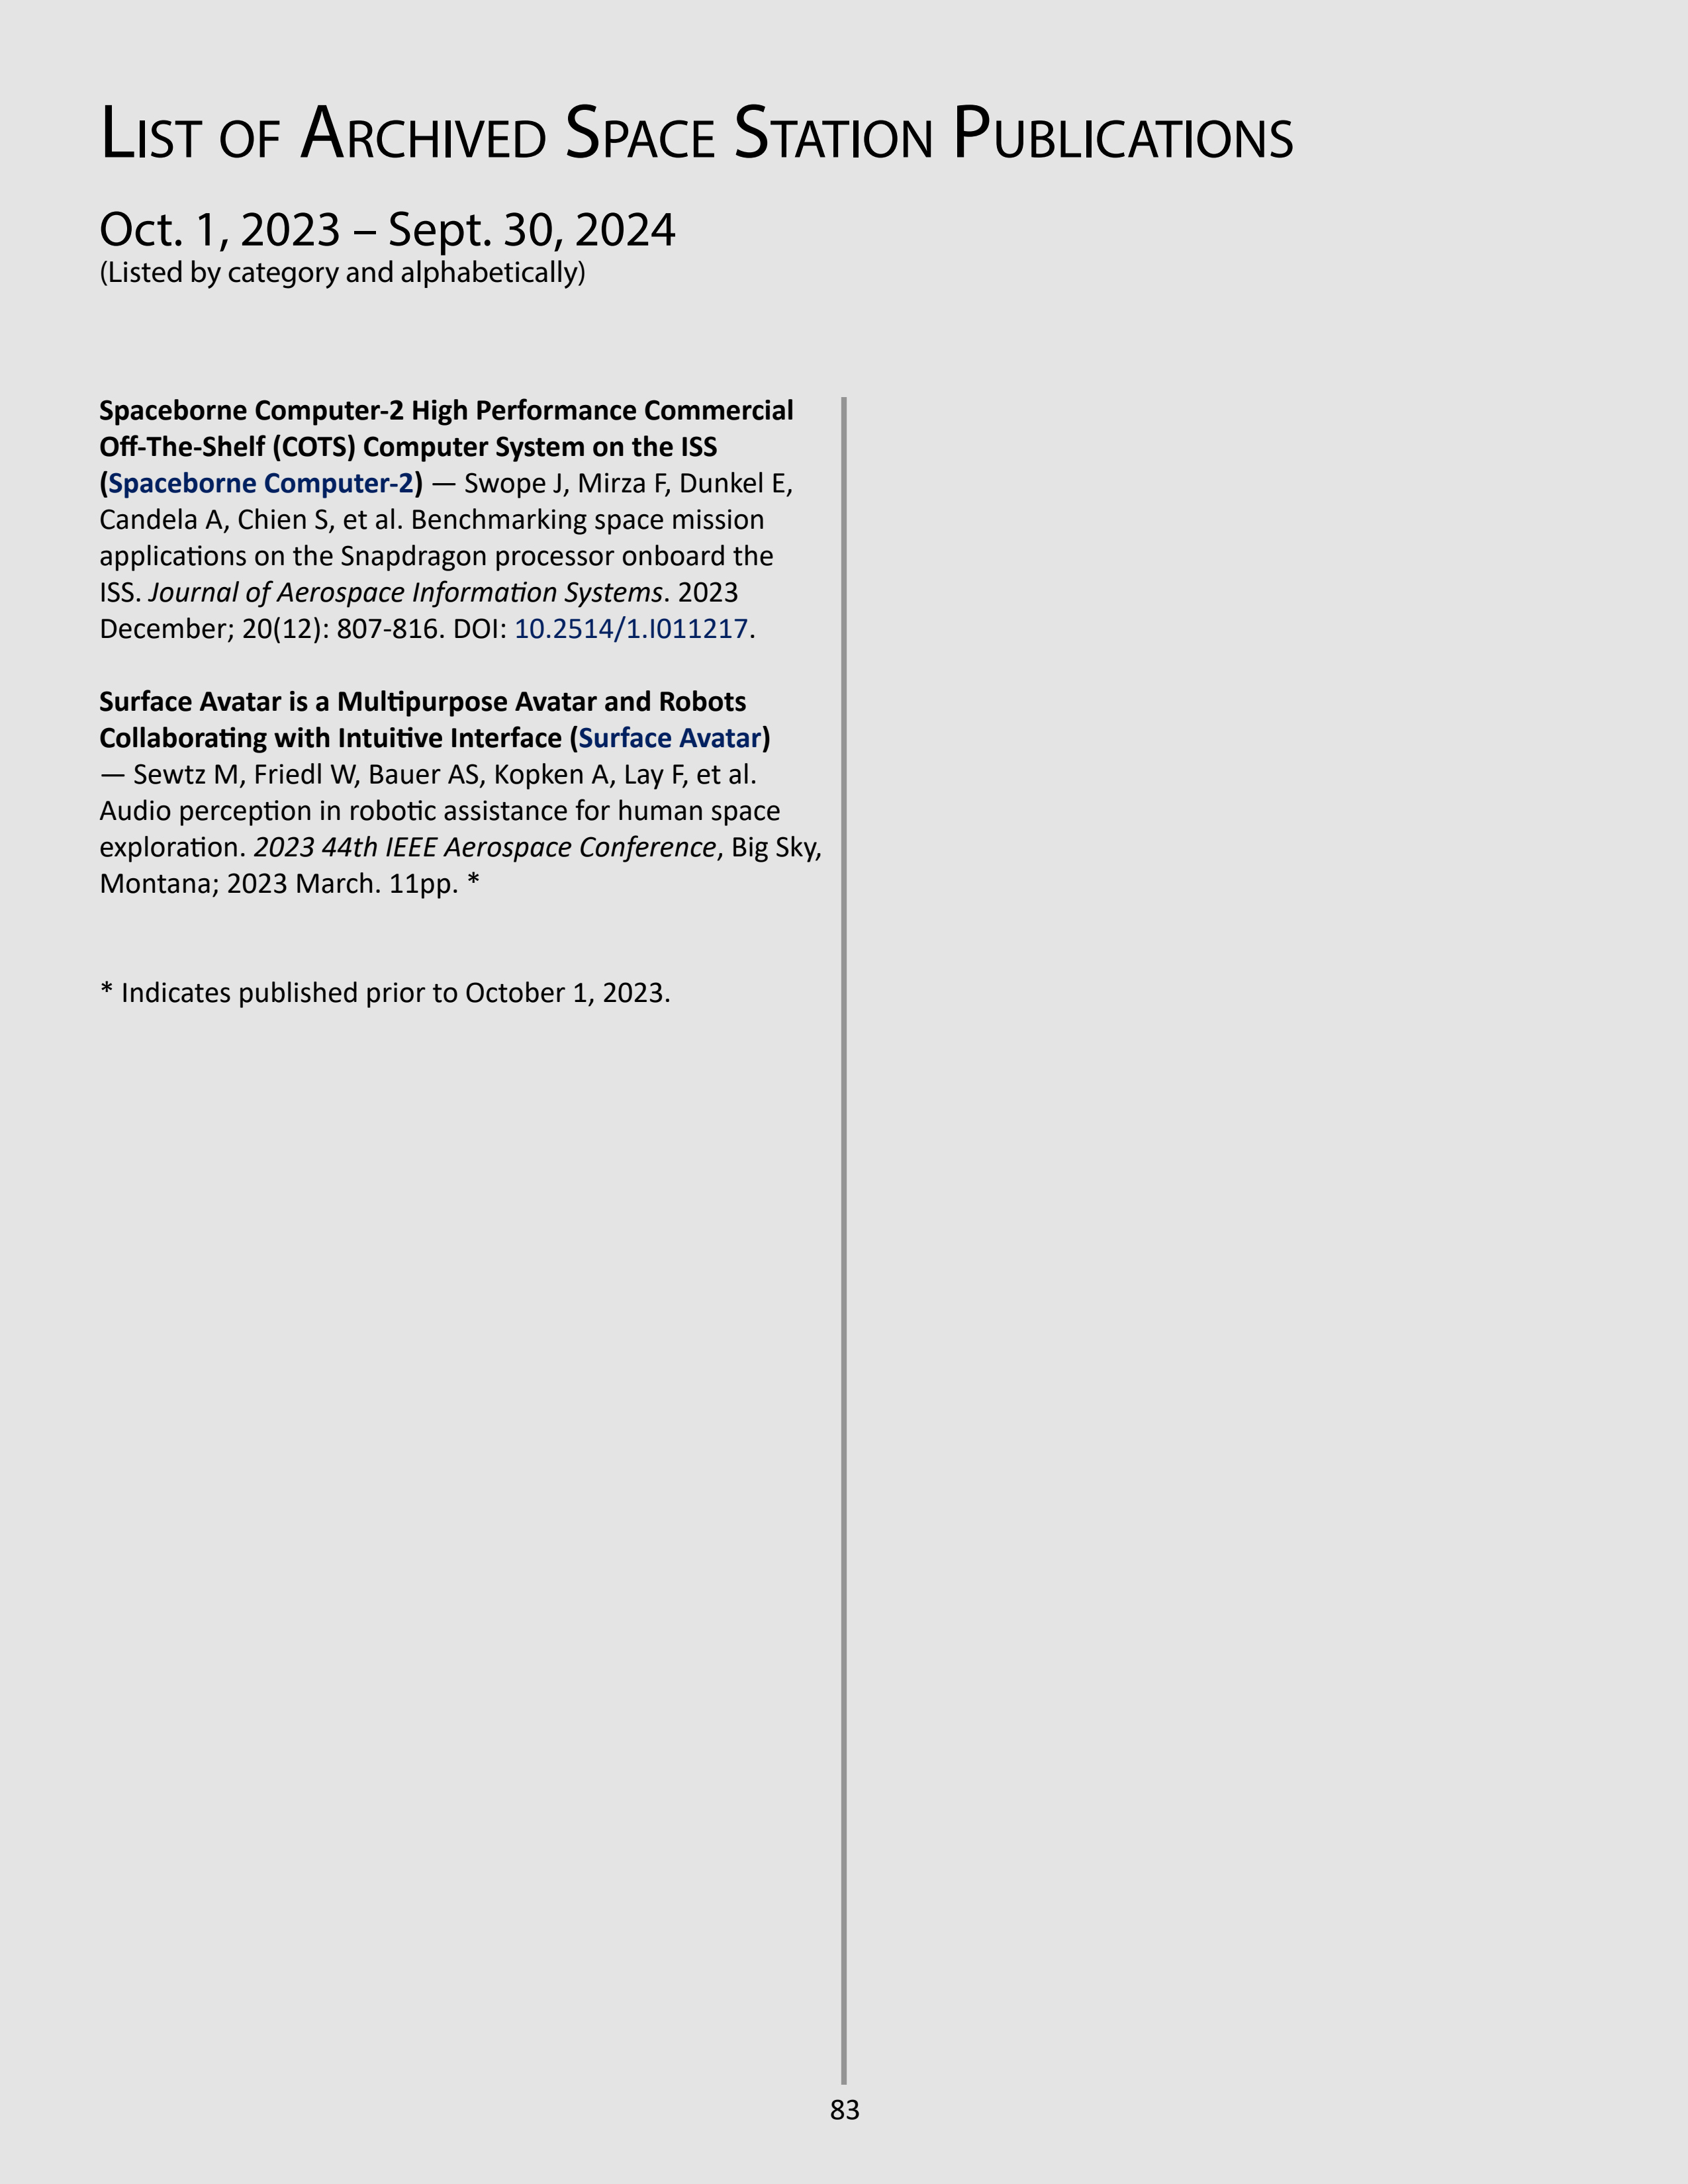 List of Archived Space Station Publications
Oct. 1, 2023 – Sept. 30, 2024
(Listed by category and alphabetically)
Spaceborne Computer-2 High Performance Commercial
Off-The-Shelf (COTS) Computer System on the ISS
(Spaceborne Computer-2) — Swope J, Mirza F, Dunkel E,
Candela A, Chien S, et al. Benchmarking space mission
applications on the Snapdragon processor onboard the
ISS. Journal of Aerospace Information Systems. 2023
December; 20(12): 807-816. DOI: 10.2514/1.I011217.
Surface Avatar is a Multipurpose Avatar and Robots
Collaborating with Intuitive Interface (Surface Avatar)
— Sewtz M, Friedl W, Bauer AS, Kopken A, Lay F, et al.
Audio perception in robotic assistance for human space
exploration. 2023 44th IEEE Aerospace Conference, Big Sky,
Montana; 2023 March. 11pp. *
* Indicates published prior to October 1, 2023.
83